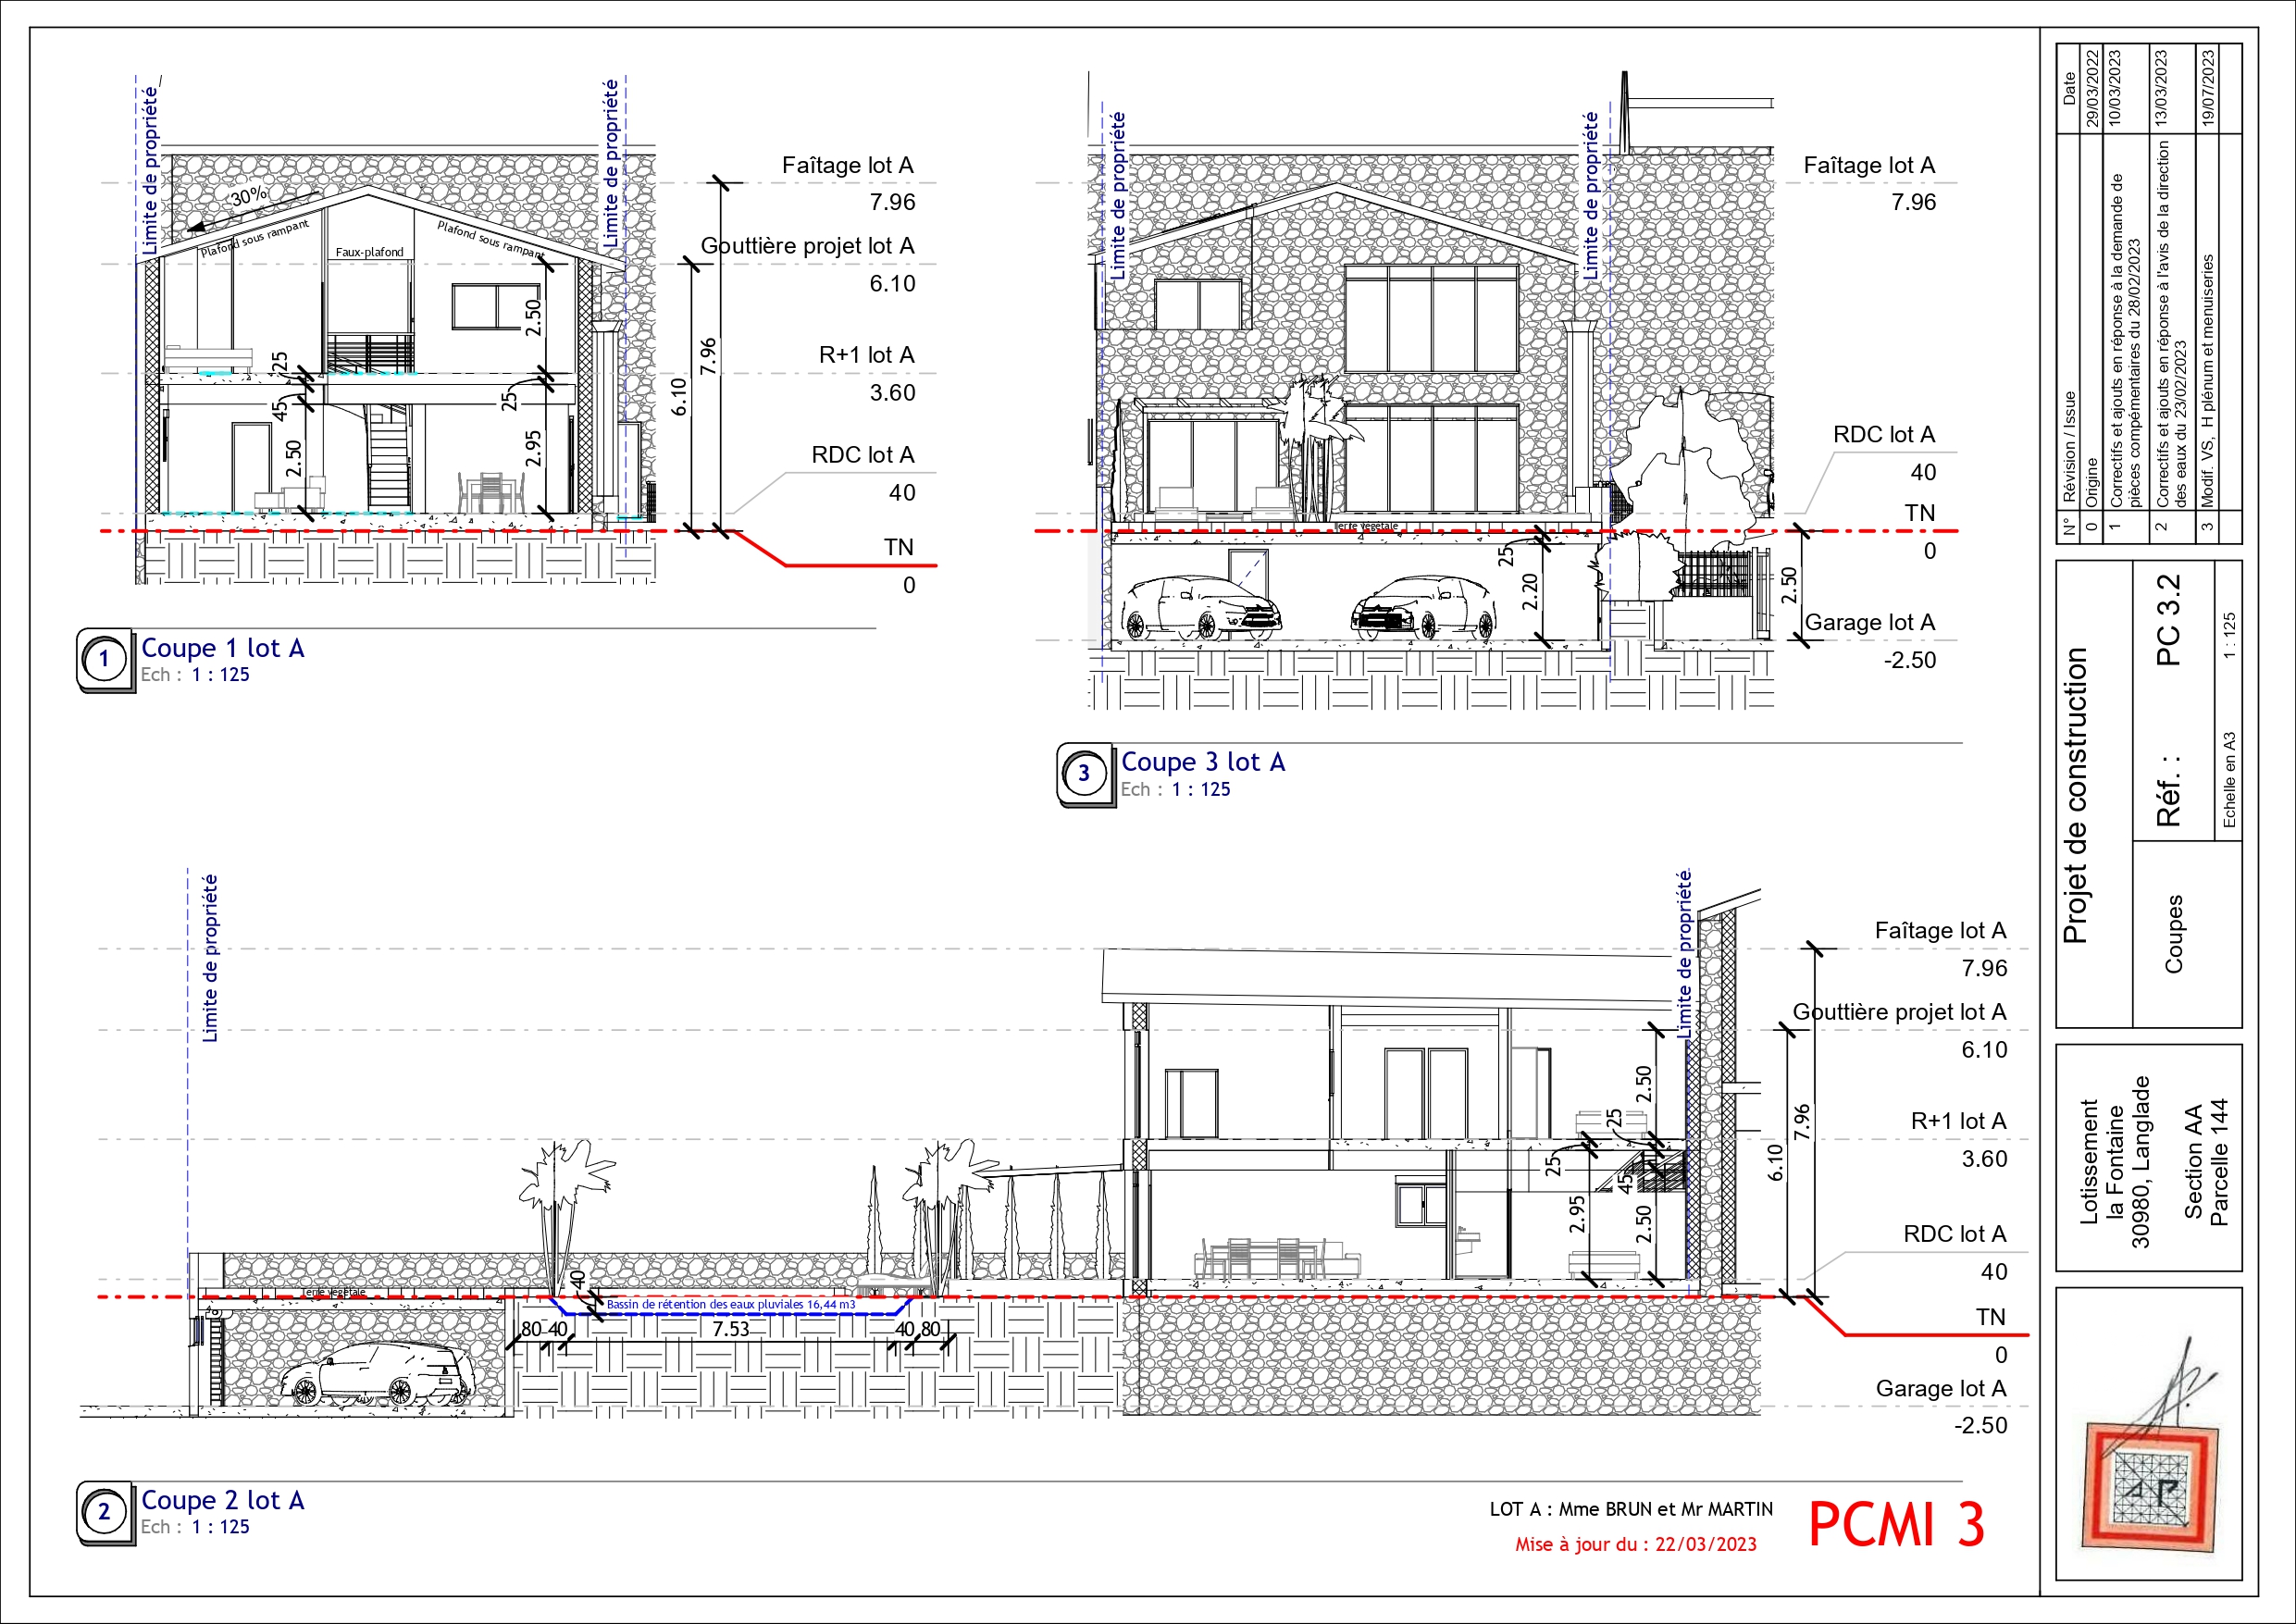 Limite de propriété
Limite de propriété
30%
Plafond sous rampant
Faux-plafond
Plafond sous rampant
2.50
25
45
2.50
25
2.95
6.10
7.96
Faîtage lot A
7.96
Gouttière projet lot A
6.10
R+1 lot A
3.60
RDC lot A
40
TN
0
1
Coupe 1 lot A
Ech : 1 : 125
Limite de propriété
Limite de propriété
Terre végétale
25
2.20
2.50
Faîtage lot A
7.96
RDC lot A
40
TN
0
Garage lot A
-2.50
3
Coupe 3 lot A
Ech : 1 : 125
Limite de propriété
Limite de propriété
Terre végétale
40
Bassin de rétention des eaux pluviales 16,44 m3
80 40 7.53 40 80
2.50
25
25
45
2.95
2.50
6.10
7.96
Faîtage lot A
7.96
Gouttière projet lot A
6.10
R+1 lot A
3.60
RDC lot A
40
TN
0
Garage lot A
-2.50
2
Coupe 2 lot A
Ech : 1 : 125
LOT A : Mme BRUN et Mr MARTIN
Mise à jour du : 22/03/2023
PCMI 3
N° Révision / Issue Date
0 Origine 29/03/2022
1 Correctifs et ajouts en réponse à la demande de 10/03/2023
pièces compémentaires du 28/02/2023
2 Correctifs et ajouts en réponse à l'avis de la direction 13/03/2023
des eaux du 23/02/2023
3 Modif. VS, H plénum et menuiseries 19/07/2023
Projet de construction
Coupes
Réf. : PC 3.2
Echelle en A3 1 : 125
Lotissement
la Fontaine
30980, Langlade
Section AA
Parcelle 144